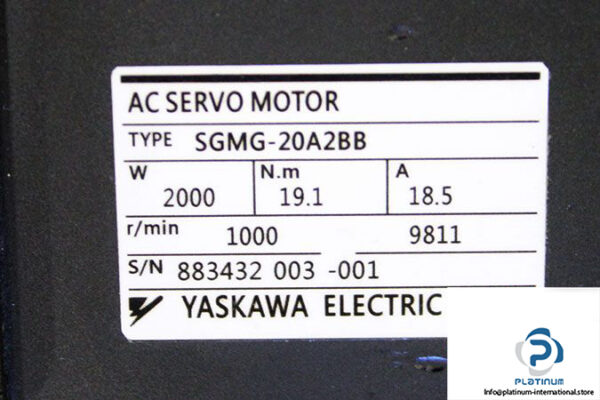 AC SERVO MOTOR
TYPE SGMG-20A2BB
W N.m A
2000 19.1 18.5
r/min 1000 9811
S/N 883432 003 -001
YASKAWA ELECTRIC
PLATINUM
Info@platinum-international.store